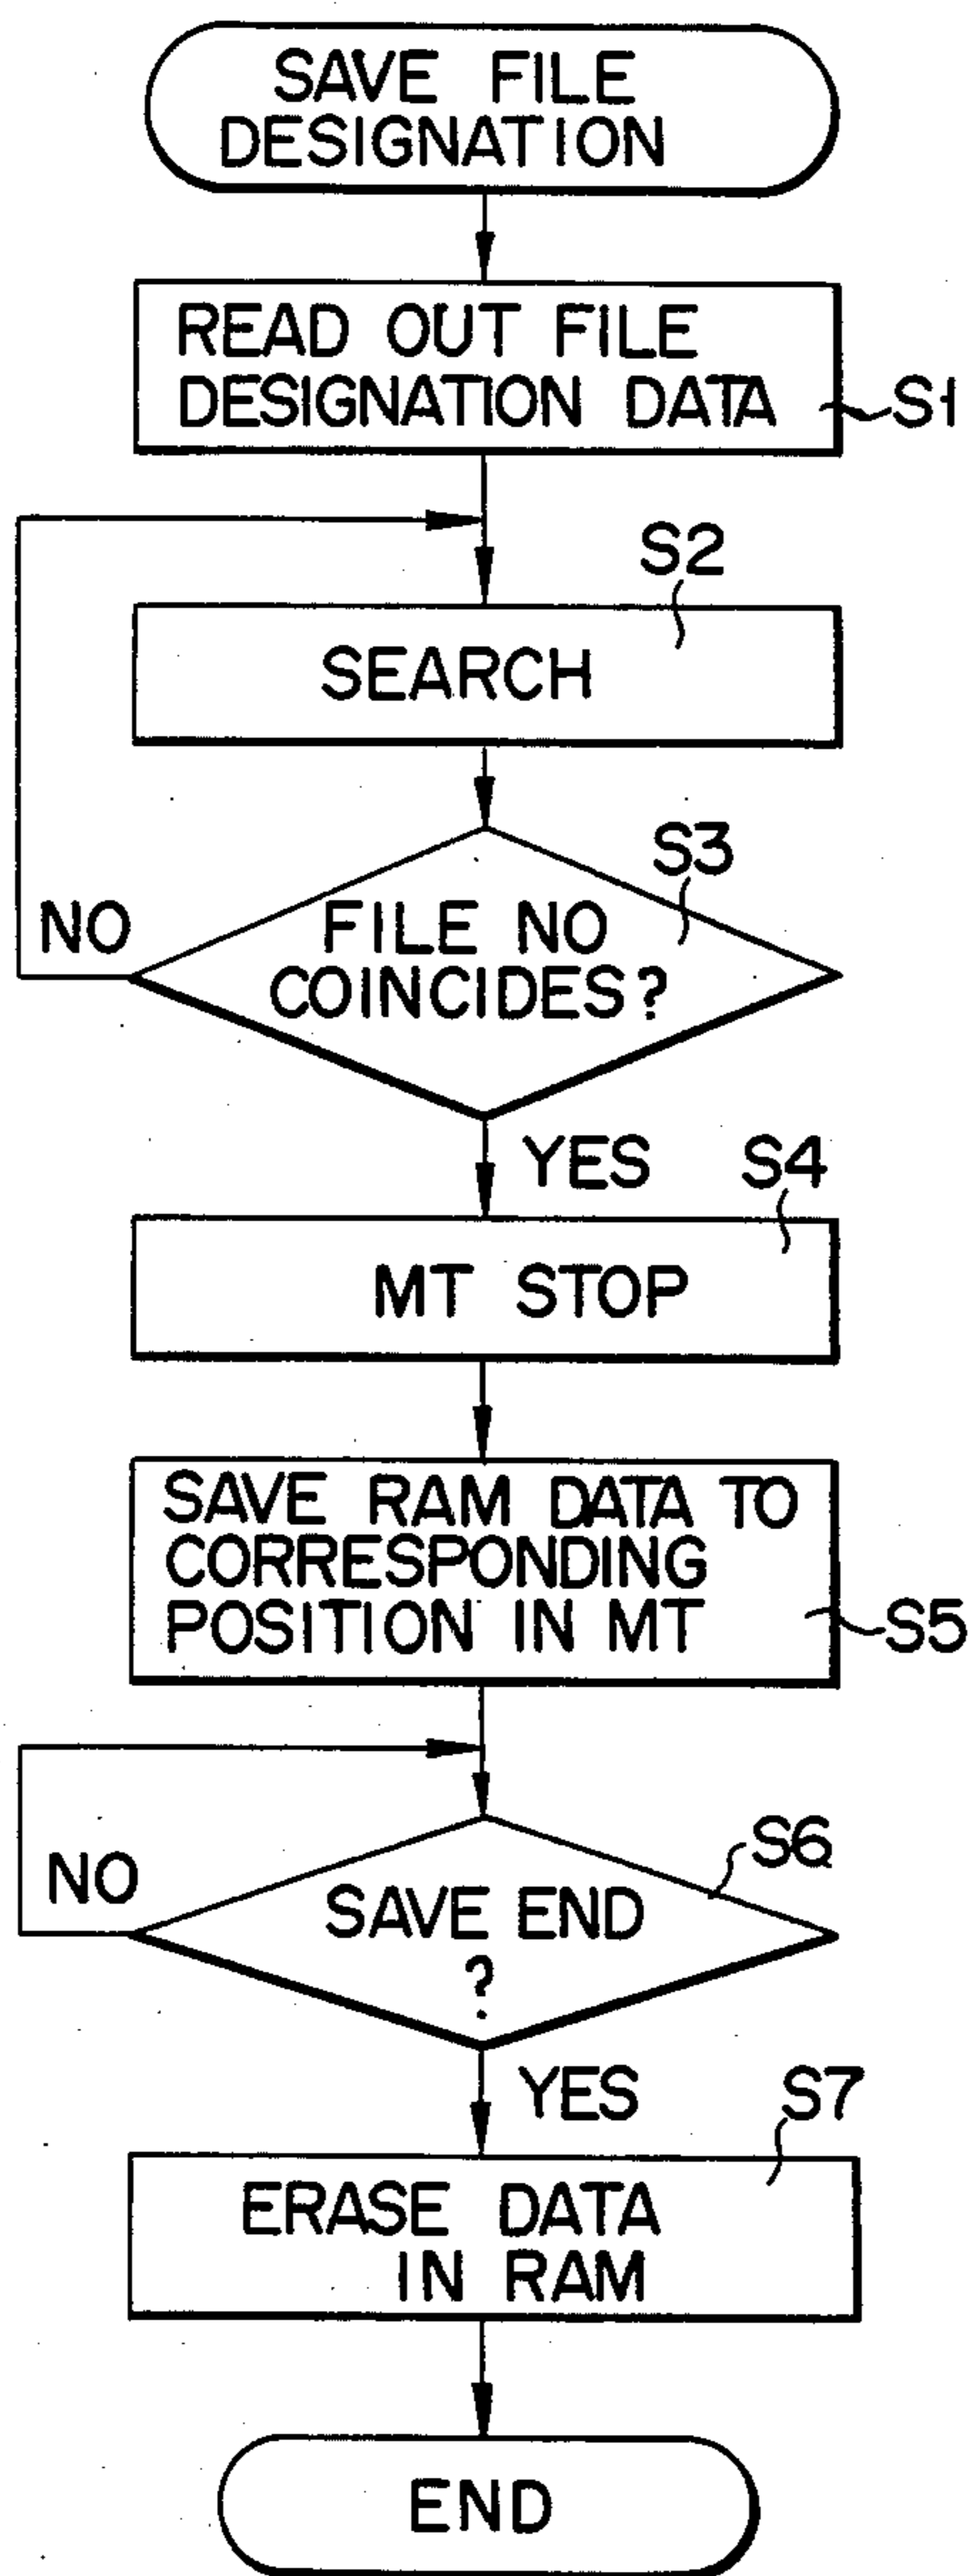 SAVE FILE
DESIGNATION
READ OUT FILE
DESIGNATION DATA
S1
S2
SEARCH
S3
FILE NO
COINCIDES?
NO
YES
S4
MT STOP
SAVE RAM DATA TO
CORRESPONDING
POSITION IN MT
S5
S6
NO
SAVE END
?
YES
S7
ERASE DATA
IN RAM
END